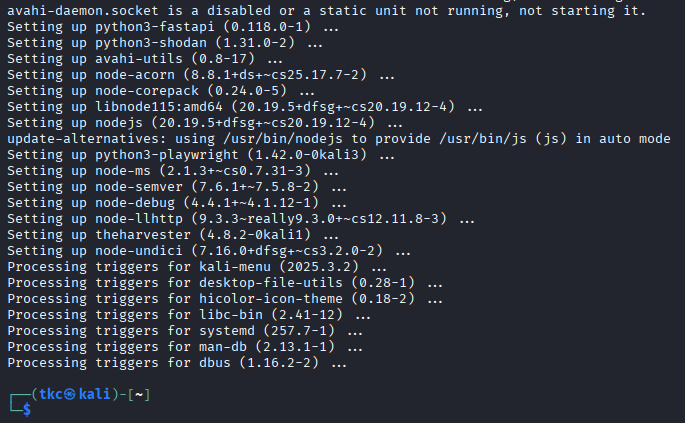 avahi-daemon.socket is a disabled or a static unit not running, not starting it.
Setting up python3-fastapi (0.118.0-1) ...
Setting up python3-shodan (1.31.0-2) ...
Setting up avahi-utils (0.8-17) ...
Setting up node-acorn (8.8.1+ds+~cs25.17.7-2) ...
Setting up node-corepack (0.24.0-5) ...
Setting up libnode115:amd64 (20.19.5+dfsg+~cs20.19.12-4) ...
Setting up nodejs (20.19.5+dfsg+~cs20.19.12-4) ...
update-alternatives: using /usr/bin/nodejs to provide /usr/bin/js (js) in auto mode
Setting up python3-playwright (1.42.0-0kali3) ...
Setting up node-ms (2.1.3+~cs0.7.31-3) ...
Setting up node-semver (7.6.1+~7.5.8-2) ...
Setting up node-debug (4.4.1+~4.1.12-1) ...
Setting up node-llhttp (9.3.3~really9.3.0+~cs12.11.8-3) ...
Setting up theharvester (4.8.2-0kali1) ...
Setting up node-undici (7.16.0+dfsg+~cs3.2.0-2) ...
Processing triggers for kali-menu (2025.3.2) ...
Processing triggers for desktop-file-utils (0.28-1) ...
Processing triggers for hicolor-icon-theme (0.18-2) ...
Processing triggers for libc-bin (2.41-12) ...
Processing triggers for systemd (257.7-1) ...
Processing triggers for man-db (2.13.1-1) ...
Processing triggers for dbus (1.16.2-2) ...
┌──(tkc㉿kali)-[~]
└─$